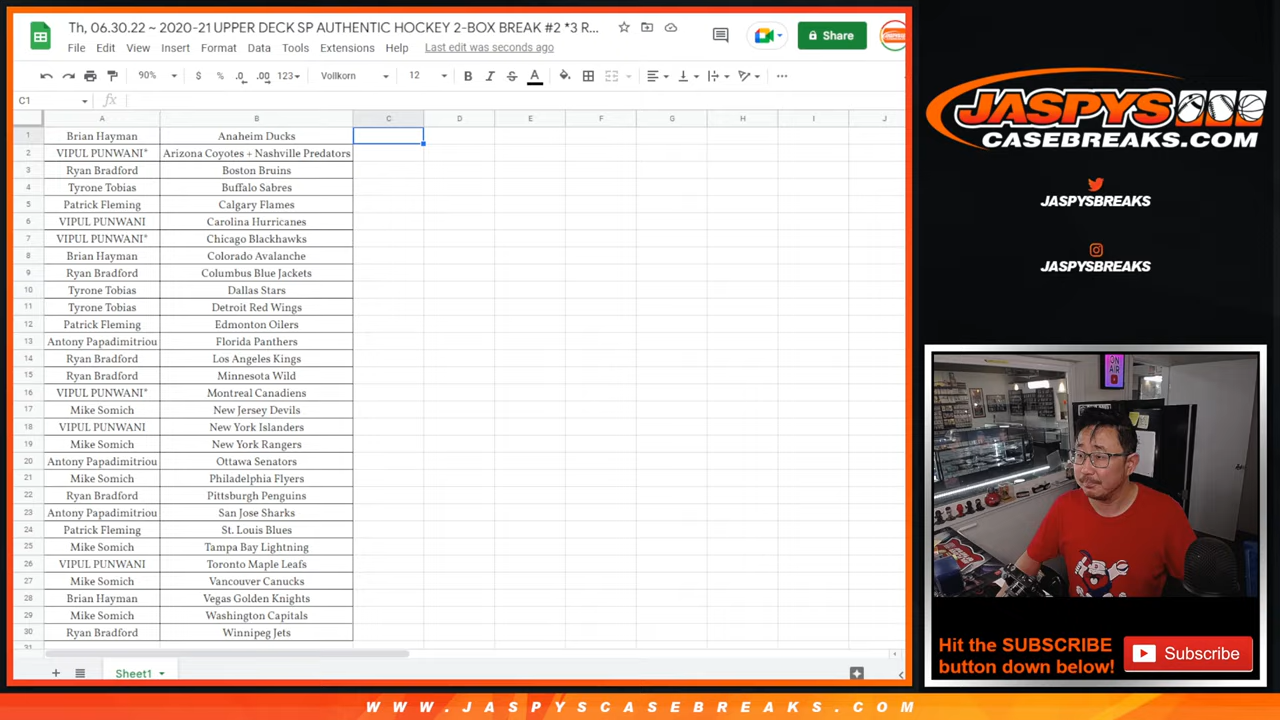 Th, 06.30.22 ~ 2020-21 UPPER DECK SP AUTHENTIC HOCKEY 2-BOX BREAK #2 *3 R...
File Edit View Insert Format Data Tools Extensions Help Last edit was seconds ago
Share
90% $ % .0 .00 123 Vollkorn 12 B I S A
C1 fx
A B C D E F G H I J
1 Brian Hayman Anaheim Ducks
2 VIPUL PUNWANI* Arizona Coyotes + Nashville Predators
3 Ryan Bradford Boston Bruins
4 Tyrone Tobias Buffalo Sabres
5 Patrick Fleming Calgary Flames
6 VIPUL PUNWANI Carolina Hurricanes
7 VIPUL PUNWANI* Chicago Blackhawks
8 Brian Hayman Colorado Avalanche
9 Ryan Bradford Columbus Blue Jackets
10 Tyrone Tobias Dallas Stars
11 Tyrone Tobias Detroit Red Wings
12 Patrick Fleming Edmonton Oilers
13 Antony Papadimitriou Florida Panthers
14 Ryan Bradford Los Angeles Kings
15 Ryan Bradford Minnesota Wild
16 VIPUL PUNWANI* Montreal Canadiens
17 Mike Somich New Jersey Devils
18 VIPUL PUNWANI New York Islanders
19 Mike Somich New York Rangers
20 Antony Papadimitriou Ottawa Senators
21 Mike Somich Philadelphia Flyers
22 Ryan Bradford Pittsburgh Penguins
23 Antony Papadimitriou San Jose Sharks
24 Patrick Fleming St. Louis Blues
25 Mike Somich Tampa Bay Lightning
26 VIPUL PUNWANI Toronto Maple Leafs
27 Mike Somich Vancouver Canucks
28 Brian Hayman Vegas Golden Knights
29 Mike Somich Washington Capitals
30 Ryan Bradford Winnipeg Jets
Sheet1
JASPYS
CASEBREAKS.COM
JASPYSBREAKS
JASPYSBREAKS
ON
AIR
Hit the SUBSCRIBE
button down below!
Subscribe
WWW.JASPYSCASEBREAKS.COM